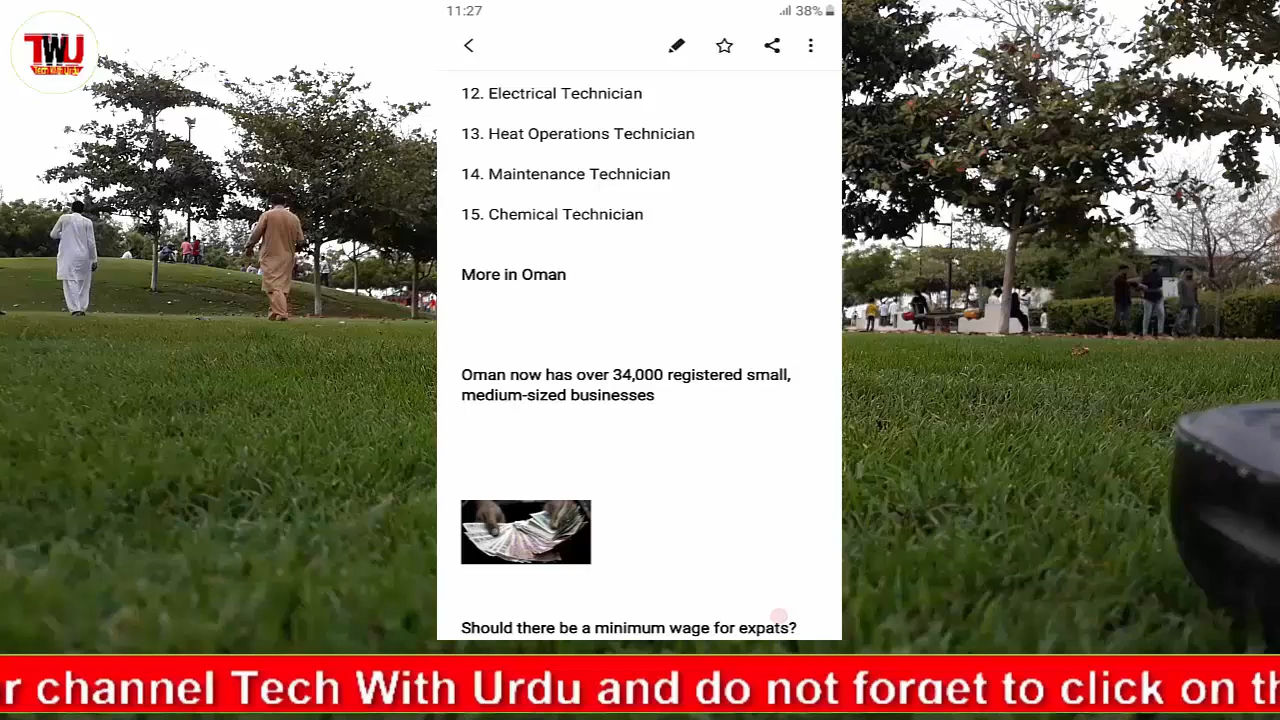 TWU
Tech With Urdu
11:27
38%
12. Electrical Technician
13. Heat Operations Technician
14. Maintenance Technician
15. Chemical Technician
More in Oman
Oman now has over 34,000 registered small,
medium-sized businesses
Should there be a minimum wage for expats?
r channel Tech With Urdu and do not forget to click on th